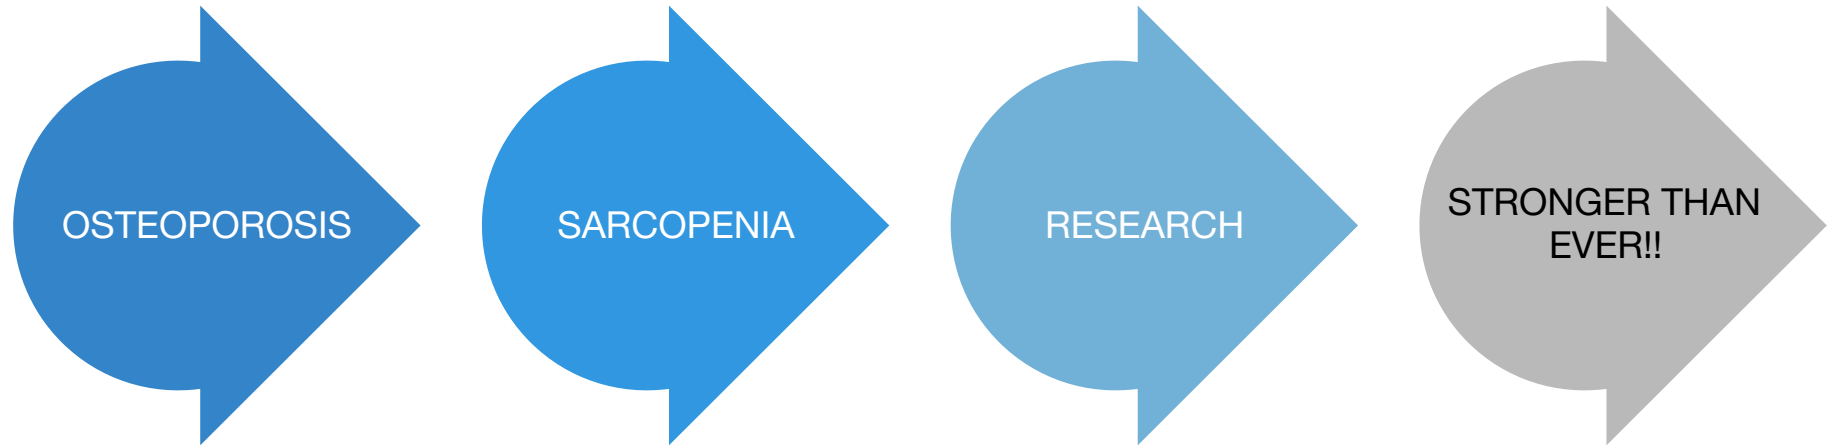 OSTEOPOROSIS
SARCOPENIA
RESEARCH
STRONGER THAN
EVER!!